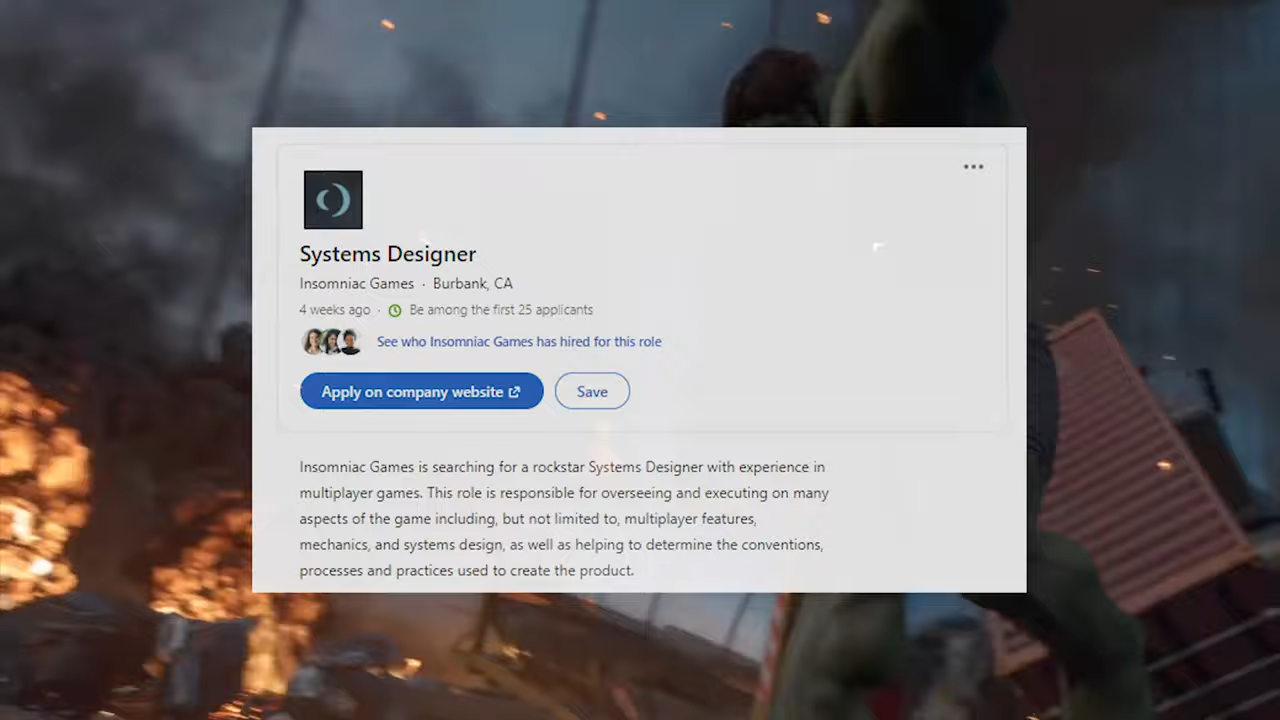 Systems Designer
Insomniac Games · Burbank, CA
4 weeks ago · Be among the first 25 applicants
See who Insomniac Games has hired for this role
Apply on company website Save
Insomniac Games is searching for a rockstar Systems Designer with experience in
multiplayer games. This role is responsible for overseeing and executing on many
aspects of the game including, but not limited to, multiplayer features,
mechanics, and systems design, as well as helping to determine the conventions,
processes and practices used to create the product.